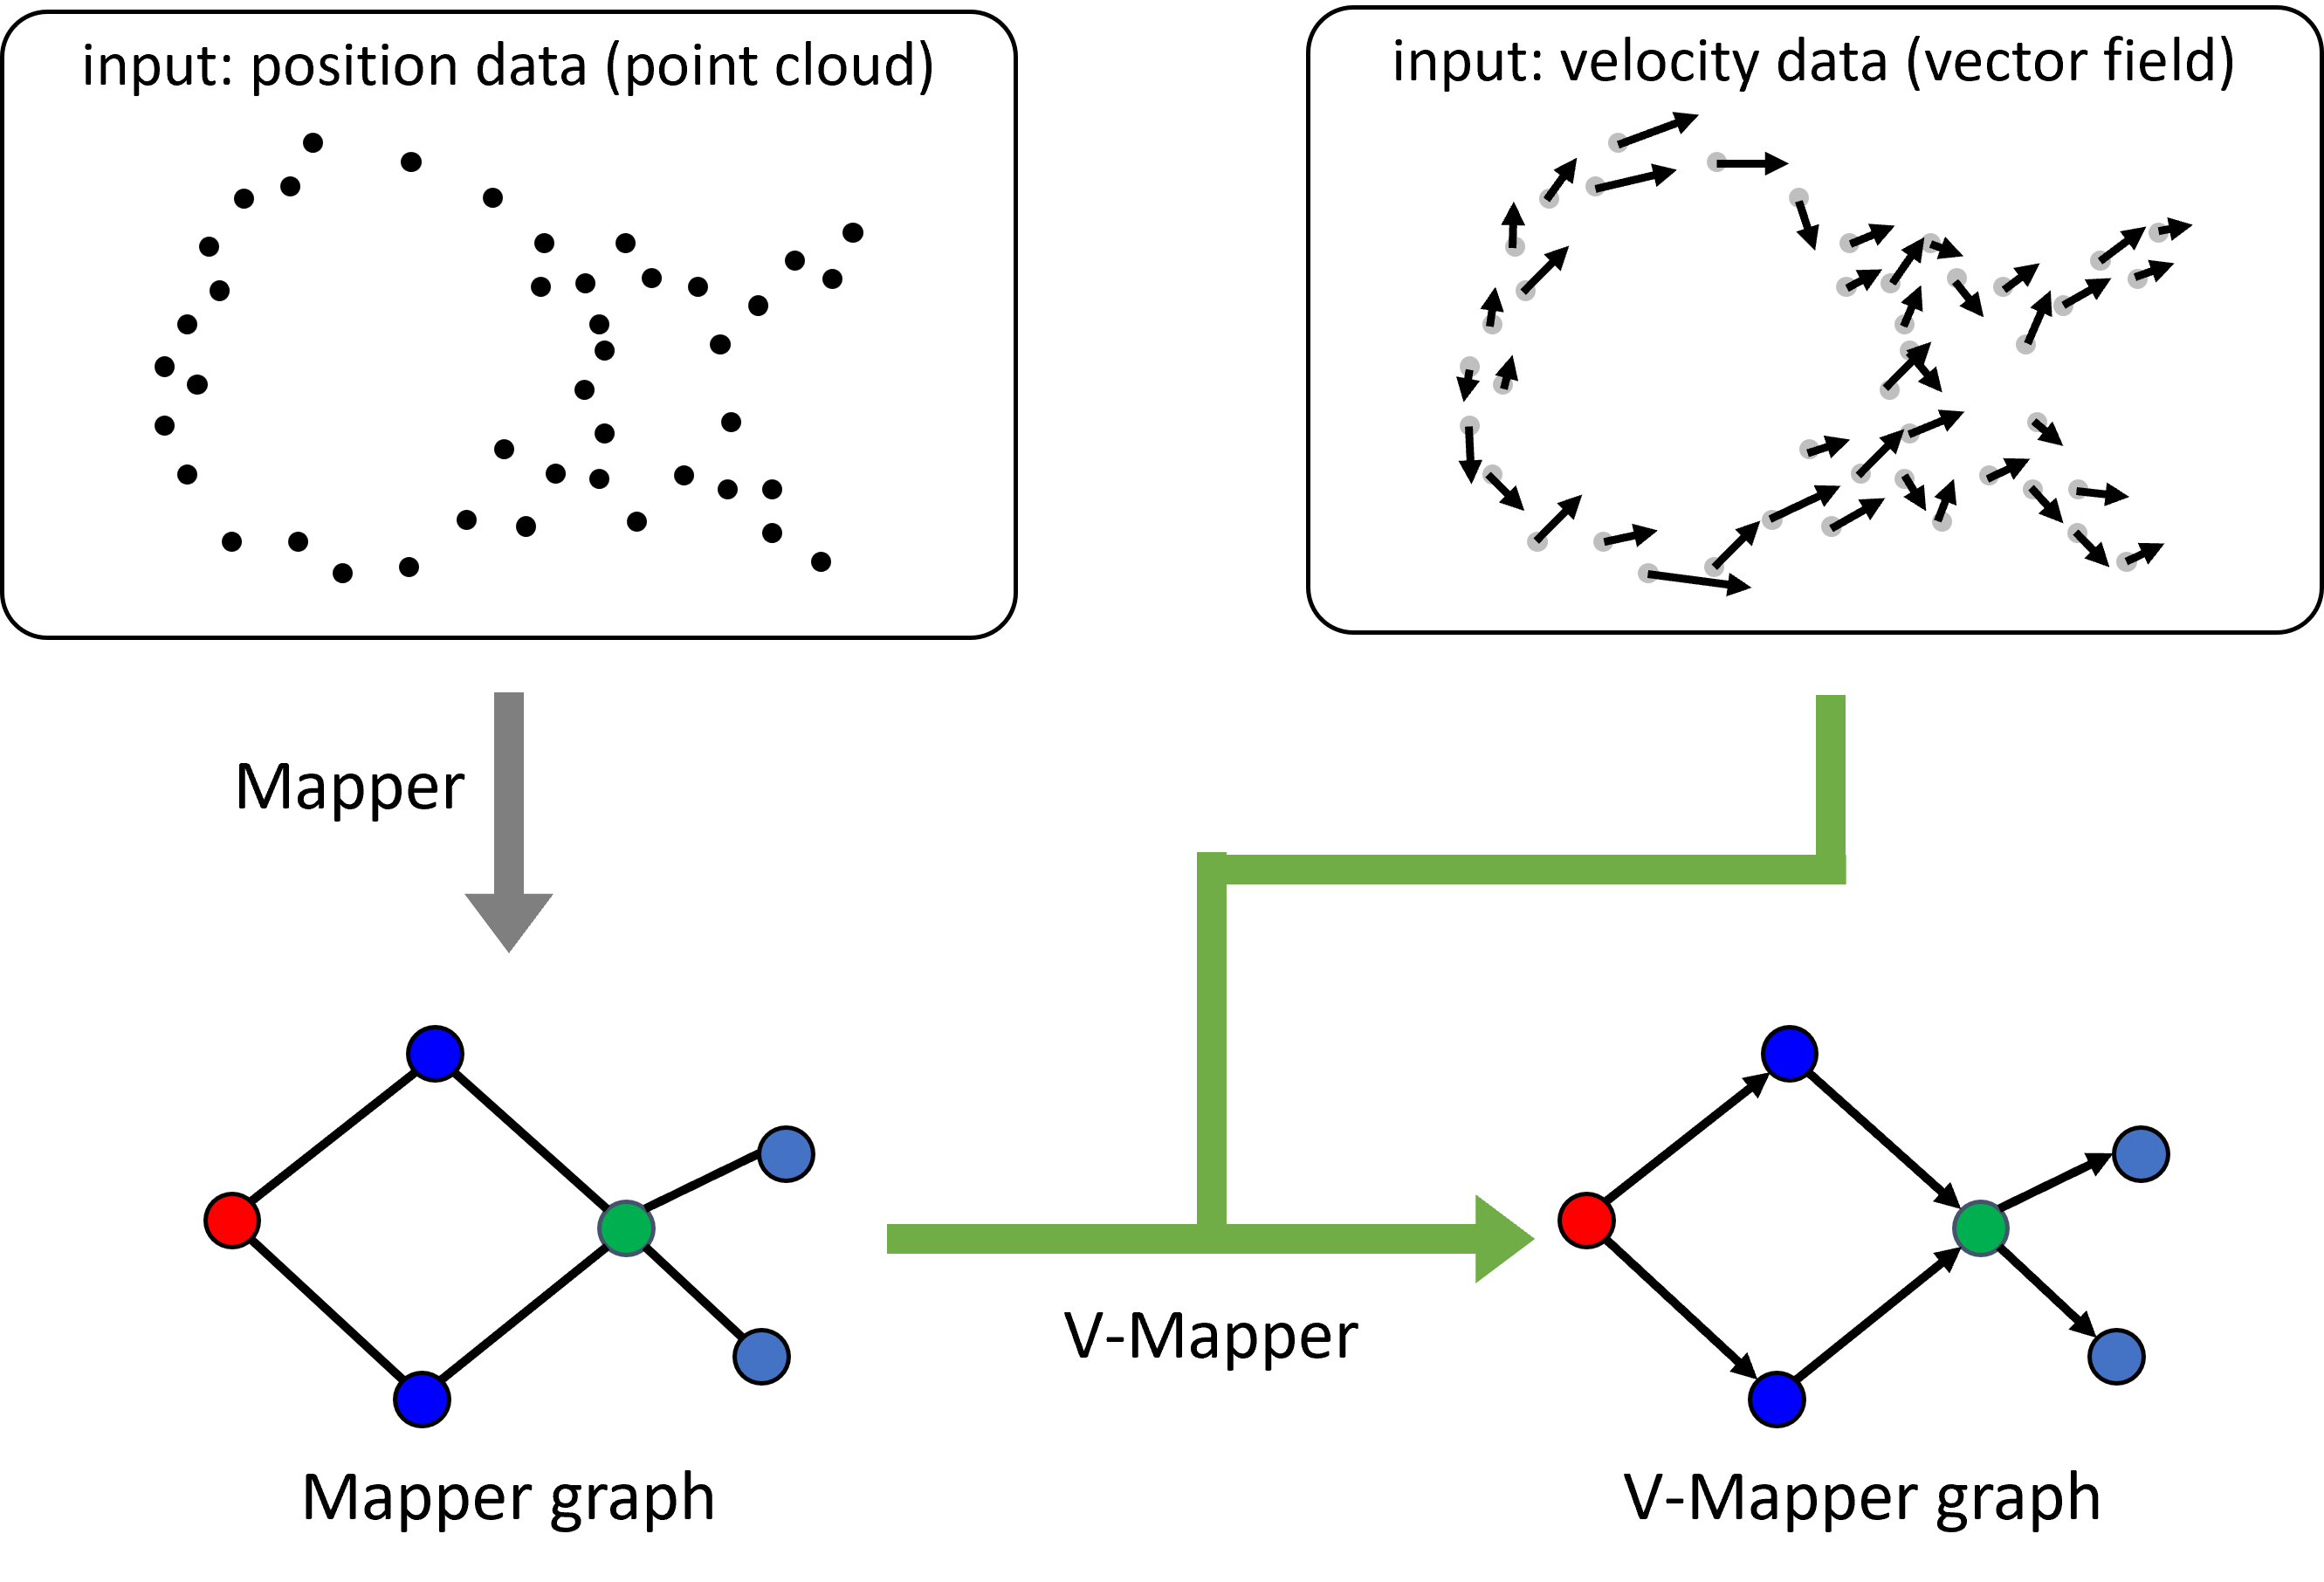 input: position data (point cloud)
input: velocity data (vector field)
Mapper
V-Mapper
Mapper graph
V-Mapper graph